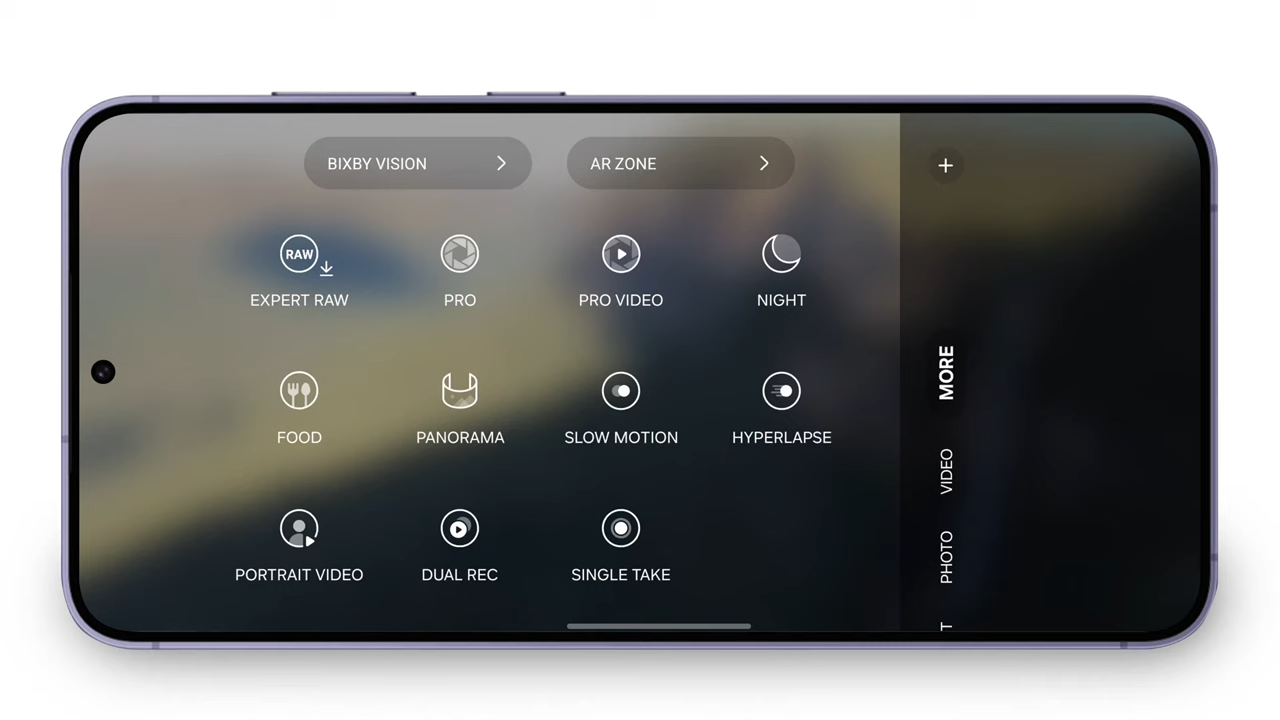 BIXBY VISION
AR ZONE
RAW
EXPERT RAW
PRO
PRO VIDEO
NIGHT
FOOD
PANORAMA
SLOW MOTION
HYPERLAPSE
PORTRAIT VIDEO
DUAL REC
SINGLE TAKE
MORE
VIDEO
PHOTO
T